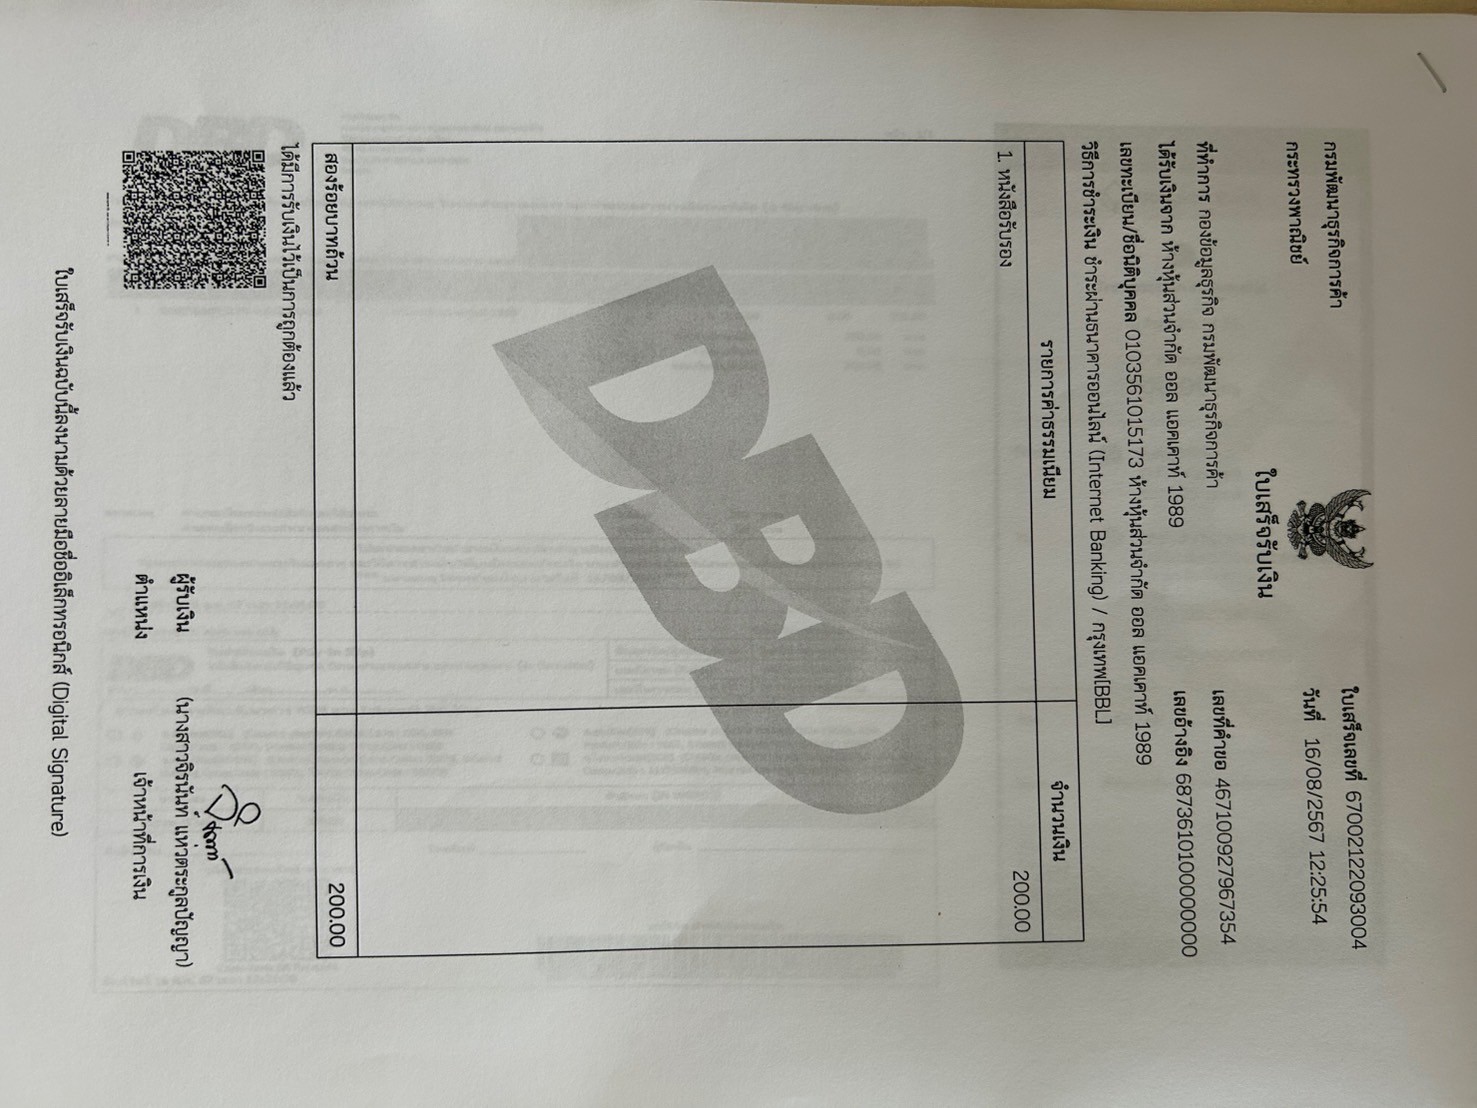 กรมพัฒนาธุรกิจการค้า
กระทรวงพาณิชย์
ใบเสร็จเลขที่ 67002122093004
วันที่ 16/08/2567 12:25:54
ใบเสร็จรับเงิน
ที่ทำการ กองข้อมูลธุรกิจ กรมพัฒนาธุรกิจการค้า
เลขที่คำขอ 467100927967354
ได้รับเงินจาก ห้างหุ้นส่วนจำกัด ออล แอคเคาท์ 1989
เลขอ้างอิง 6873610100000000
เลขทะเบียน/ชื่อนิติบุคคล 0103561015173 ห้างหุ้นส่วนจำกัด ออล แอคเคาท์ 1989
วิธีการชำระเงิน ชำระผ่านธนาคารออนไลน์ (Internet Banking) / กรุงเทพ[BBL]
รายการค่าธรรมเนียม จำนวนเงิน
1. หนังสือรับรอง 200.00
DBD
สองร้อยบาทถ้วน 200.00
ได้มีการรับเงินไว้เป็นการถูกต้องแล้ว
ผู้รับเงิน (นางสาวจิรนันท์ แห่วตระกูลปัญญา)
ตำแหน่ง เจ้าหน้าที่การเงิน
ใบเสร็จรับเงินฉบับนี้ลงนามด้วยลายมือชื่ออิเล็กทรอนิกส์ (Digital Signature)